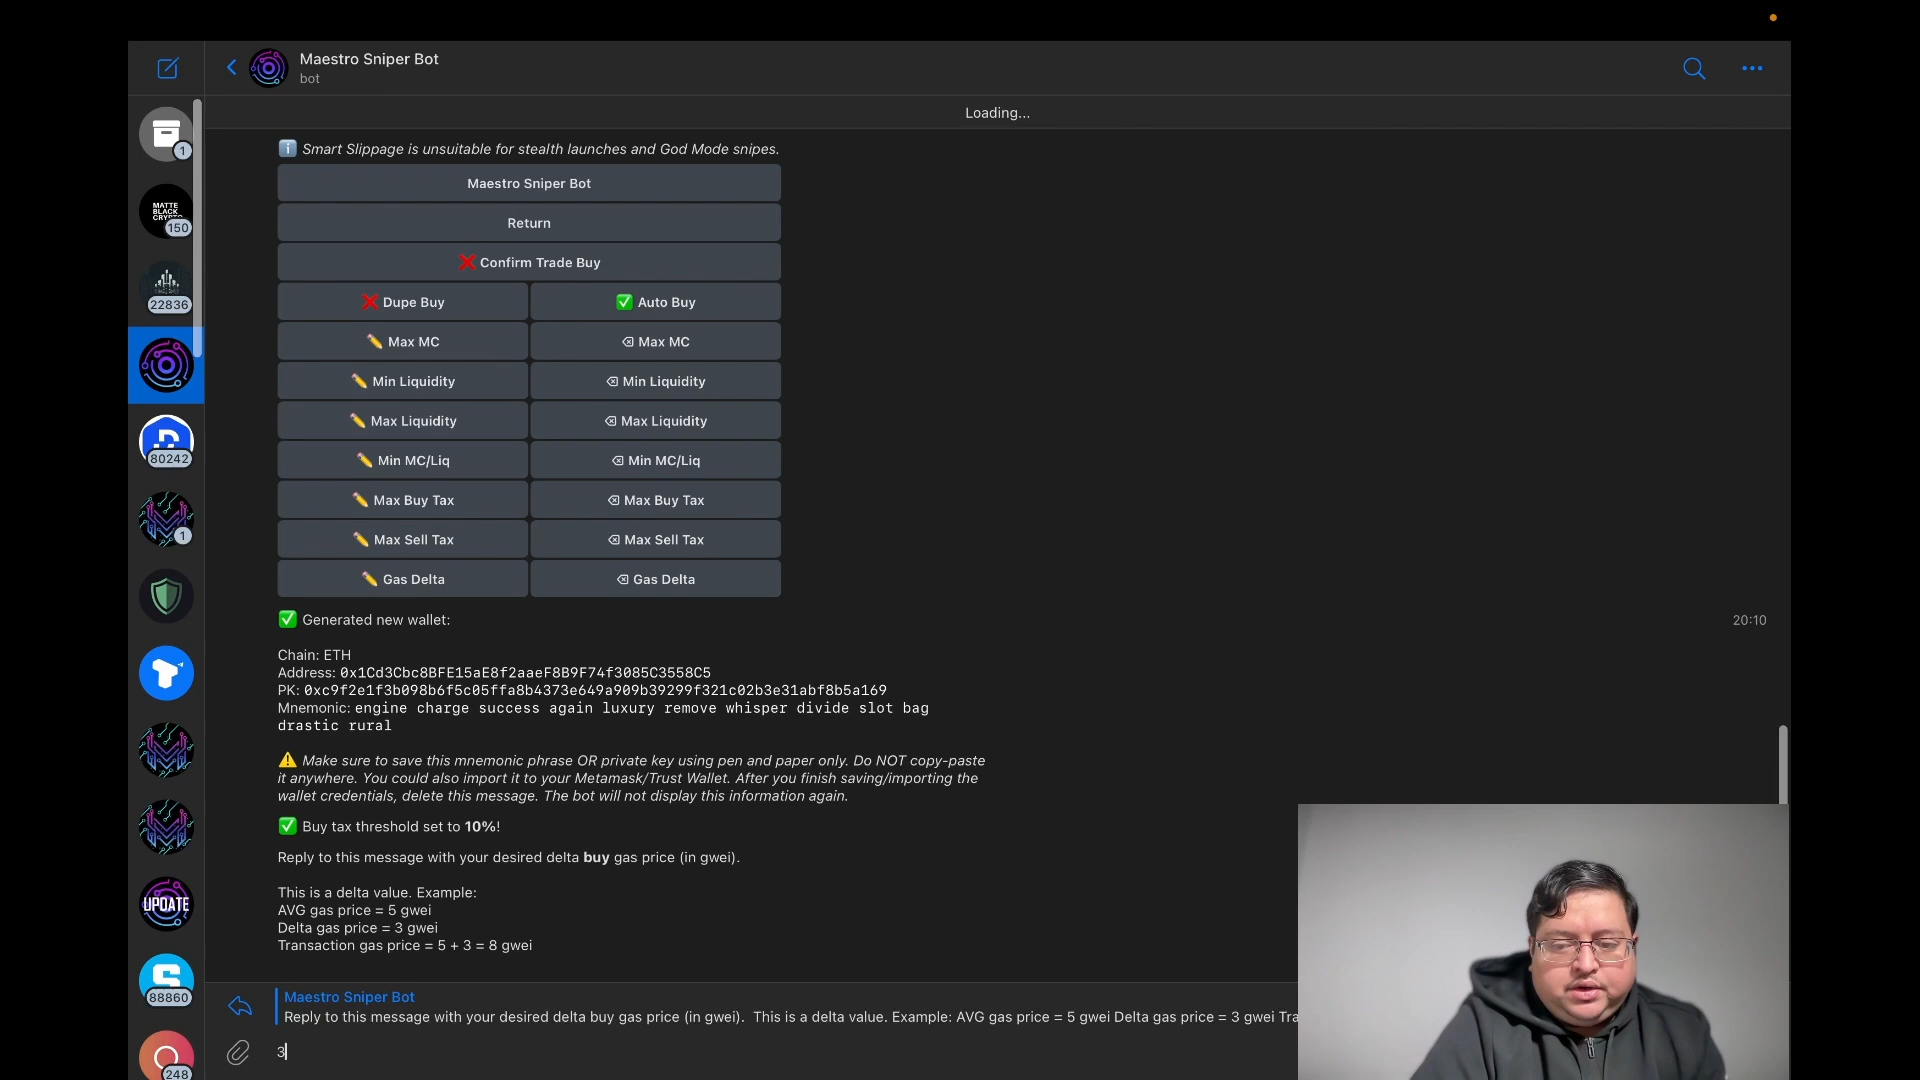 Maestro Sniper Bot
bot
Loading...
Smart Slippage is unsuitable for stealth launches and God Mode snipes.
Maestro Sniper Bot
Return
Confirm Trade Buy
Dupe Buy
Auto Buy
Max MC
Max MC
Min Liquidity
Min Liquidity
Max Liquidity
Max Liquidity
Min MC/Liq
Min MC/Liq
Max Buy Tax
Max Buy Tax
Max Sell Tax
Max Sell Tax
Gas Delta
Gas Delta
Generated new wallet:
20:10
Chain: ETH
Address: 0x1Cd3Cbc8BFE15aE8f2aaeF8B9F74f3085C3558C5
PK: 0xc9f2e1f3b098b6f5c05ffa8b4373e649a909b39299f321c02b3e31abf8b5a169
Mnemonic: engine charge success again luxury remove whisper divide slot bag
drastic rural
Make sure to save this mnemonic phrase OR private key using pen and paper only. Do NOT copy-paste
it anywhere. You could also import it to your Metamask/Trust Wallet. After you finish saving/importing the
wallet credentials, delete this message. The bot will not display this information again.
Buy tax threshold set to 10%!
Reply to this message with your desired delta buy gas price (in gwei).
This is a delta value. Example:
AVG gas price = 5 gwei
Delta gas price = 3 gwei
Transaction gas price = 5 + 3 = 8 gwei
Maestro Sniper Bot
Reply to this message with your desired delta buy gas price (in gwei).  This is a delta value. Example: AVG gas price = 5 gwei Delta gas price = 3 gwei Tra
3
1
MATTE
BLACK
CRYPTO
150
22836
80242
1
UPDATE
88860
248